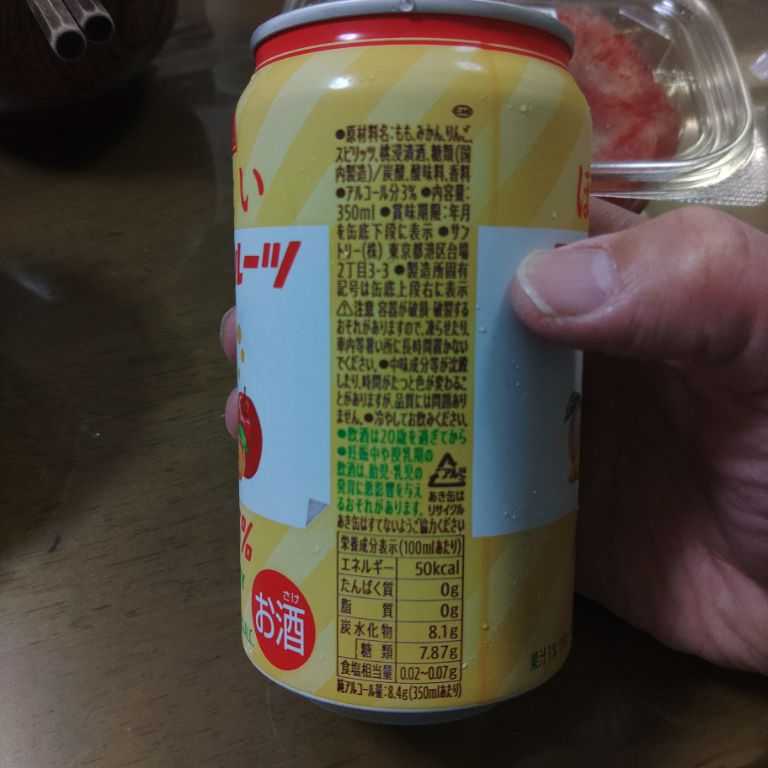 い
ルーツ
%
お酒
さけ
●原材料名:もも、みかん、りんご、
スピリッツ、桃浸漬酒、糖類(国
内製造)/炭酸、酸味料、香料
●アルコール分3% ●内容量:
350ml ●賞味期限:年月
を缶底下段に表示 ●サン
トリー(株) 東京都港区台場
2丁目3-3 ●製造所固有
記号は缶底上段右に表示
⚠注意 容器が破損・破裂する
おそれがありますので、凍らせたり、
車内等暑い所に長時間置かない
でください。●中味成分等が沈澱
したり、時間がたつと色が変わるこ
とがありますが、品質には問題あり
ません。●冷やしてお飲みください。
●飲酒は20歳を過ぎてから
●妊娠中や授乳期の
飲酒は、胎児・乳児の
発育に悪影響を与え
るおそれがあります。
アルミ
あき缶は
リサイクル
あき缶はすてないようご協力ください
栄養成分表示(100mlあたり)
エネルギー 50kcal
たんぱく質 0g
脂質 0g
炭水化物 8.1g
糖類 7.87g
食塩相当量 0.02~0.07g
純アルコール量:8.4g(350mlあたり)
ほ